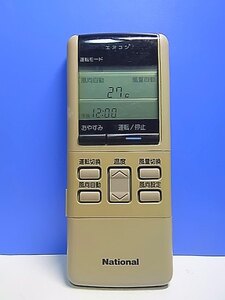 エアコン
運転モード
風向自動 風量自動
27℃
12:00
おやすみ 運転/停止
運転切換 温度 風量切換
風向自動 風向設定
National